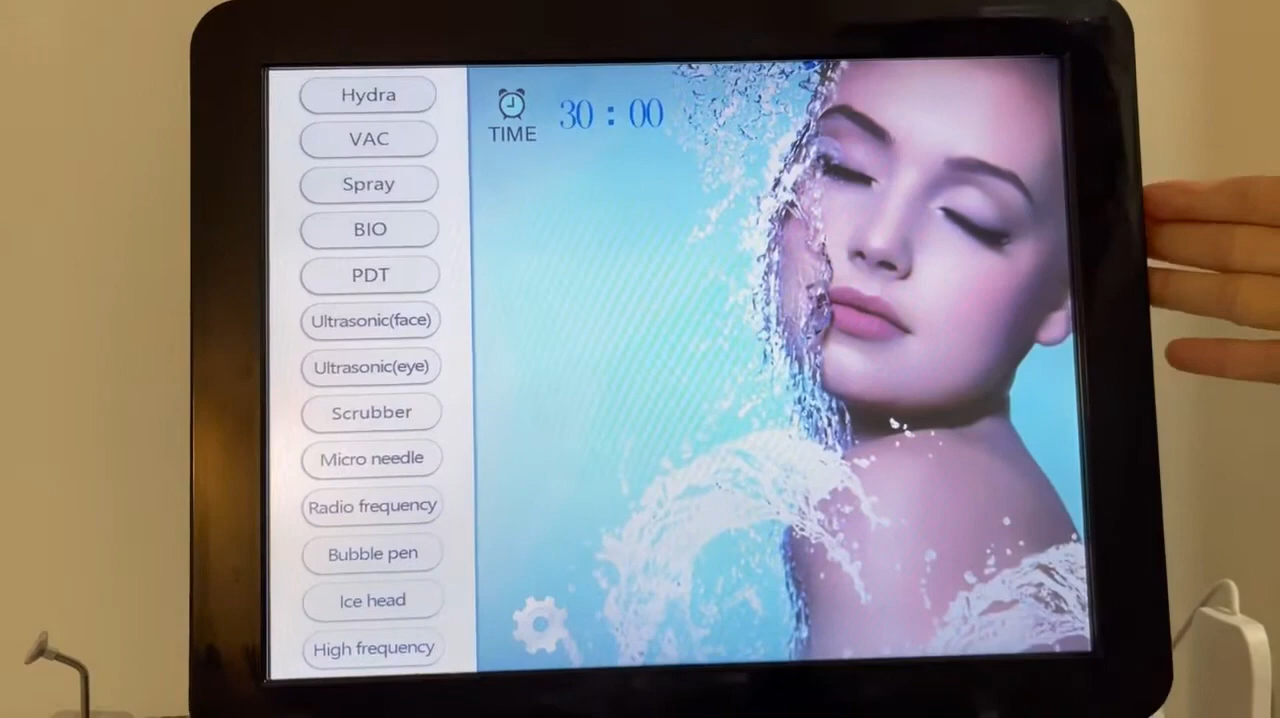 Hydra
VAC
Spray
BIO
PDT
Ultrasonic(face)
Ultrasonic(eye)
Scrubber
Micro needle
Radio frequency
Bubble pen
Ice head
High frequency
TIME 30 : 00